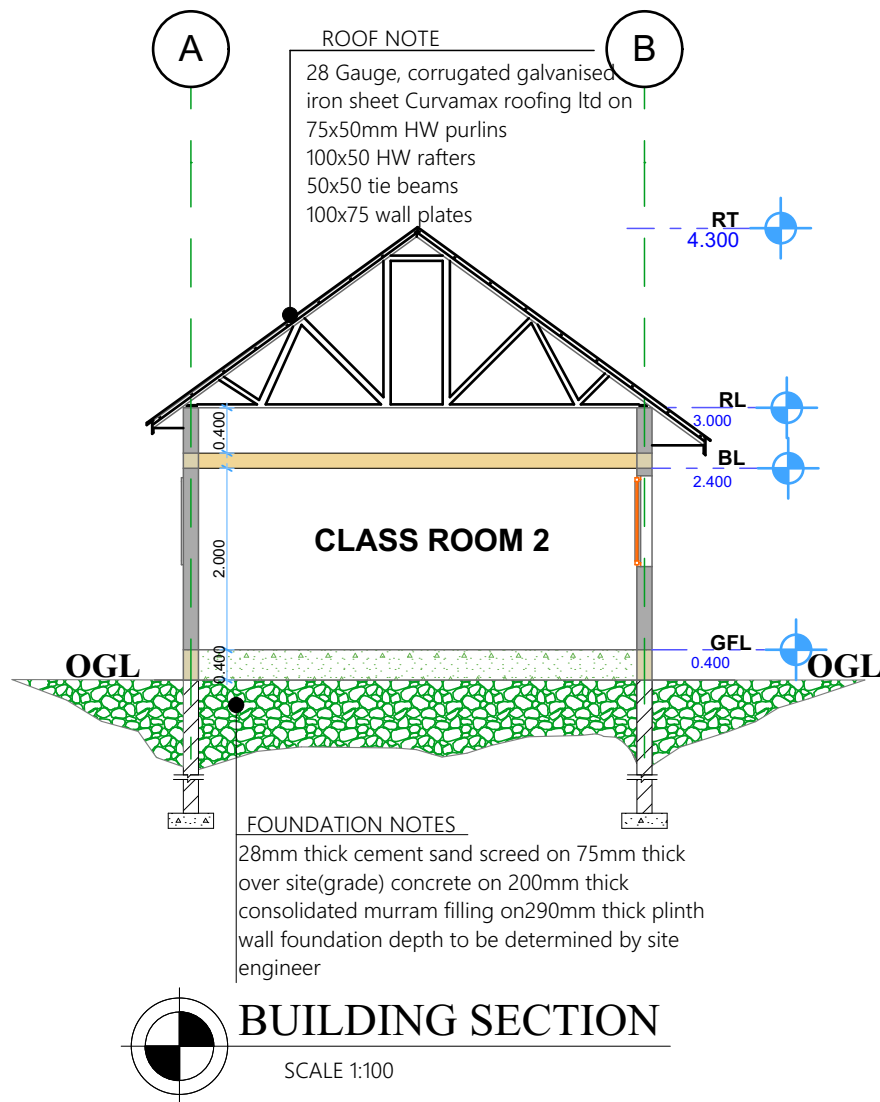 A
B
ROOF NOTE
28 Gauge, corrugated galvanised
iron sheet Curvamax roofing ltd on
75x50mm HW purlins
100x50 HW rafters
50x50 tie beams
100x75 wall plates
RT
4.300
RL
3.000
0.400
BL
2.400
CLASS ROOM 2
2.000
GFL
0.400
0.400
OGL
OGL
FOUNDATION NOTES
28mm thick cement sand screed on 75mm thick
over site(grade) concrete on 200mm thick
consolidated murram filling on290mm thick plinth
wall foundation depth to be determined by site
engineer
BUILDING SECTION
SCALE 1:100